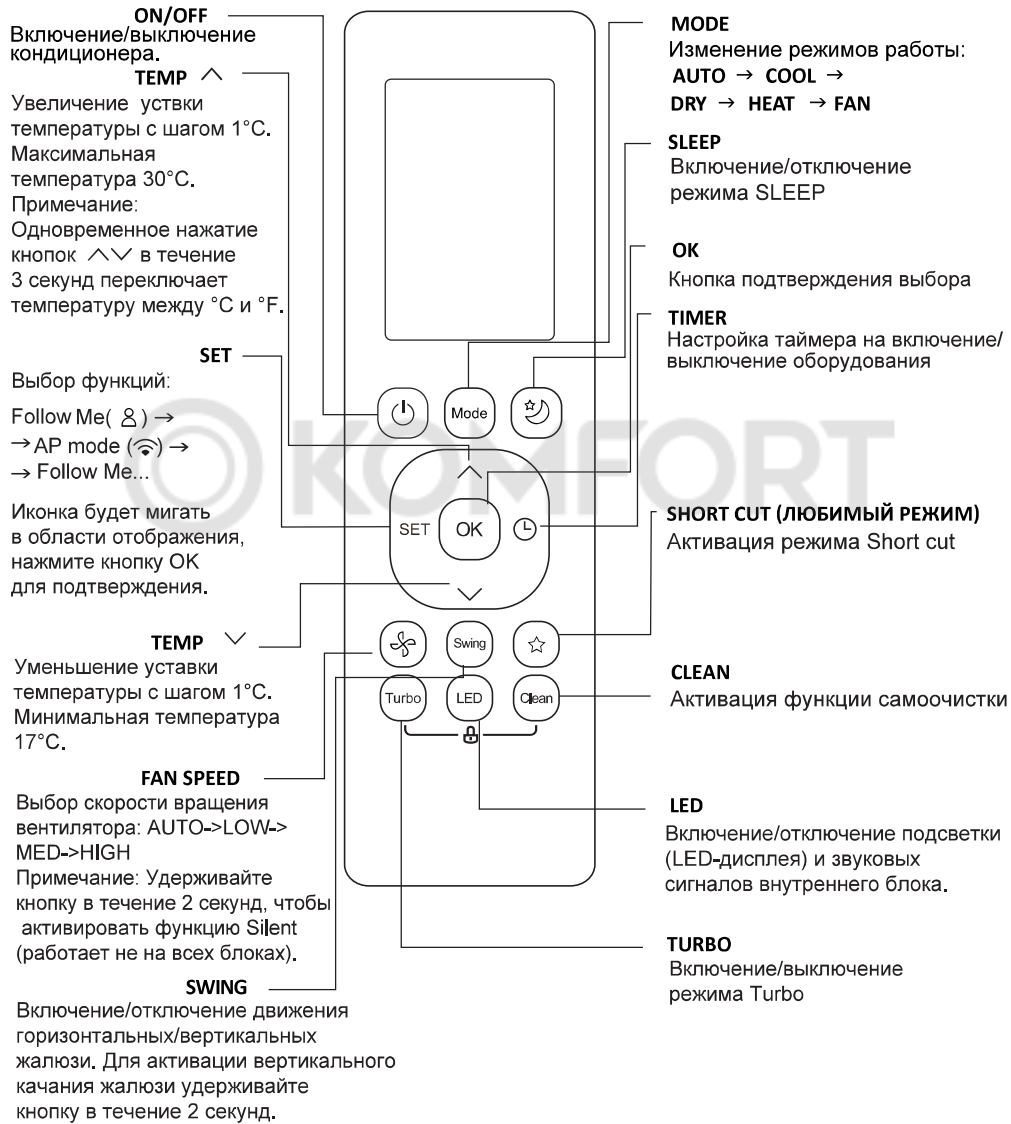 ON/OFF
Включение/выключение
кондиционера.
TEMP
Увеличение уствки
температуры с шагом 1°C.
Максимальная
температура 30°C.
Примечание:
Одновременное нажатие
кнопок в течение
3 секунд переключает
температуру между °C и °F.
SET
Выбор функций:
Follow Me( ) →
→ AP mode ( ) →
→ Follow Me...
Иконка будет мигать
в области отображения,
нажмите кнопку OK
для подтверждения.
TEMP
Уменьшение уставки
температуры с шагом 1°C.
Минимальная температура
17°C.
FAN SPEED
Выбор скорости вращения
вентилятора: AUTO->LOW->
MED->HIGH
Примечание: Удерживайте
кнопку в течение 2 секунд, чтобы
активировать функцию Silent
(работает не на всех блоках).
SWING
Включение/отключение движения
горизонтальных/вертикальных
жалюзи. Для активации вертикального
качания жалюзи удерживайте
кнопку в течение 2 секунд.
Mode
SET
OK
Swing
Turbo
LED
Clean
KOMFORT
MODE
Изменение режимов работы:
AUTO → COOL →
DRY → HEAT → FAN
SLEEP
Включение/отключение
режима SLEEP
OK
Кнопка подтверждения выбора
TIMER
Настройка таймера на включение/
выключение оборудования
SHORT CUT (ЛЮБИМЫЙ РЕЖИМ)
Активация режима Short cut
CLEAN
Активация функции самоочистки
LED
Включение/отключение подсветки
(LED-дисплея) и звуковых
сигналов внутреннего блока.
TURBO
Включение/выключение
режима Turbo